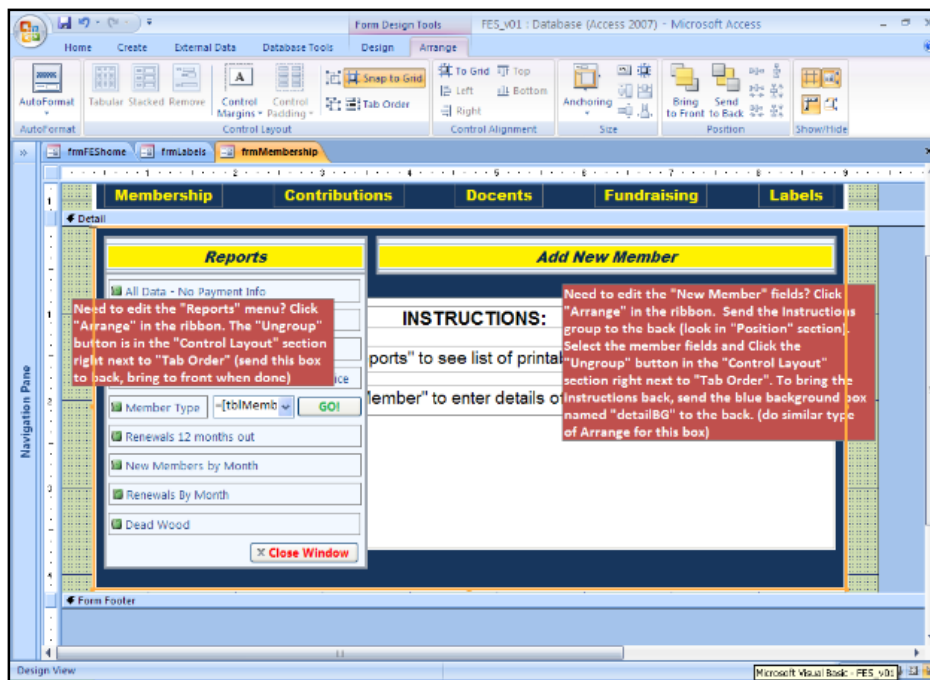 Form Design Tools
FES_v01 : Database (Access 2007) - Microsoft Access
Home Create External Data Database Tools Design Arrange
AutoFormat
Tabular Stacked Remove
Control Margins
Control Padding
Snap to Grid
Tab Order
To Grid Top
Left Bottom
Right
Anchoring
Bring to Front
Send to Back
AutoFormat Control Layout Control Alignment Size Position Show/Hide
frmFEShome frmLabels frmMembership
Membership Contributions Docents Fundraising Labels
Detail
Navigation Pane
Reports
Add New Member
All Data - No Payment Info
Need to edit the "Reports" menu? Click
"Arrange" in the ribbon. The "Ungroup"
button is in the "Control Layout" section
right next to "Tab Order" (send this box
to back, bring to front when done)
INSTRUCTIONS:
ports" to see list of printa
Member" to enter details of
Need to edit the "New Member" fields? Click
"Arrange" in the ribbon. Send the Instructions
group to the back (look in "Position" section).
Select the member fields and Click the
"Ungroup" button in the "Control Layout"
section right next to "Tab Order". To bring the
Instructions back, send the blue background box
named "detailBG" to the back. (do similar type
of Arrange for this box)
Member Type =[tblMemb GO!
Renewals 12 months out
New Members by Month
Renewals By Month
Dead Wood
Close Window
Form Footer
Design View
Microsoft Visual Basic - FES_v01